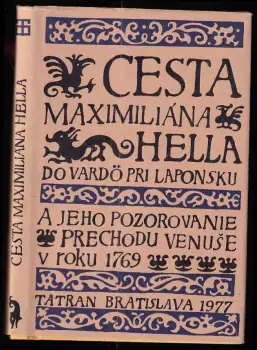 CESTA MAXIMILIÁNA HELLA
CESTA
MAXIMILIÁNA
HELLA
DO VARDÖ PRI LAPONSKU
A JEHO POZOROVANIE
PRECHODU VENUŠE
V roku 1769
TATRAN BRATISLAVA 1977